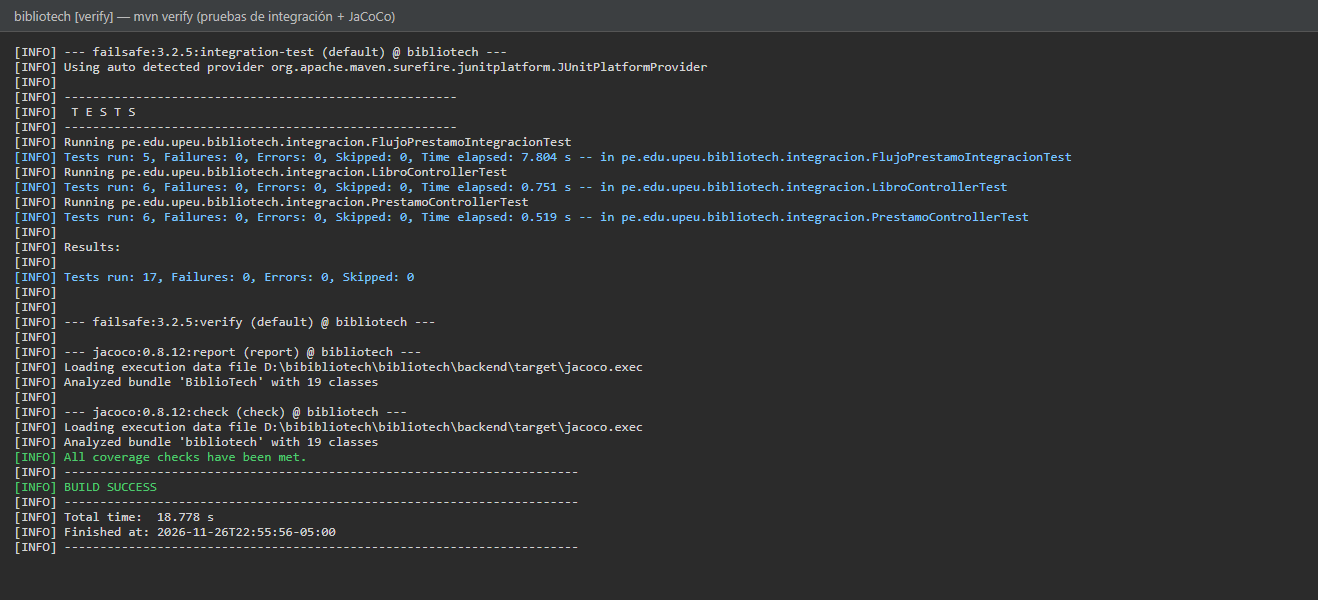 bibliotech [verify] — mvn verify (pruebas de integración + JaCoCo)
[INFO] --- failsafe:3.2.5:integration-test (default) @ bibliotech ---
[INFO] Using auto detected provider org.apache.maven.surefire.junitplatform.JUnitPlatformProvider
[INFO]
[INFO] -------------------------------------------------------
[INFO]  T E S T S
[INFO] -------------------------------------------------------
[INFO] Running pe.edu.upeu.bibliotech.integracion.FlujoPrestamoIntegracionTest
[INFO] Tests run: 5, Failures: 0, Errors: 0, Skipped: 0, Time elapsed: 7.804 s -- in pe.edu.upeu.bibliotech.integracion.FlujoPrestamoIntegracionTest
[INFO] Running pe.edu.upeu.bibliotech.integracion.LibroControllerTest
[INFO] Tests run: 6, Failures: 0, Errors: 0, Skipped: 0, Time elapsed: 0.751 s -- in pe.edu.upeu.bibliotech.integracion.LibroControllerTest
[INFO] Running pe.edu.upeu.bibliotech.integracion.PrestamoControllerTest
[INFO] Tests run: 6, Failures: 0, Errors: 0, Skipped: 0, Time elapsed: 0.519 s -- in pe.edu.upeu.bibliotech.integracion.PrestamoControllerTest
[INFO]
[INFO] Results:
[INFO]
[INFO] Tests run: 17, Failures: 0, Errors: 0, Skipped: 0
[INFO]
[INFO]
[INFO] --- failsafe:3.2.5:verify (default) @ bibliotech ---
[INFO]
[INFO] --- jacoco:0.8.12:report (report) @ bibliotech ---
[INFO] Loading execution data file D:\bibibliotech\bibliotech\backend\target\jacoco.exec
[INFO] Analyzed bundle 'BiblioTech' with 19 classes
[INFO]
[INFO] --- jacoco:0.8.12:check (check) @ bibliotech ---
[INFO] Loading execution data file D:\bibibliotech\bibliotech\backend\target\jacoco.exec
[INFO] Analyzed bundle 'bibliotech' with 19 classes
[INFO] All coverage checks have been met.
[INFO] ------------------------------------------------------------------------
[INFO] BUILD SUCCESS
[INFO] ------------------------------------------------------------------------
[INFO] Total time:  18.778 s
[INFO] Finished at: 2026-11-26T22:55:56-05:00
[INFO] ------------------------------------------------------------------------